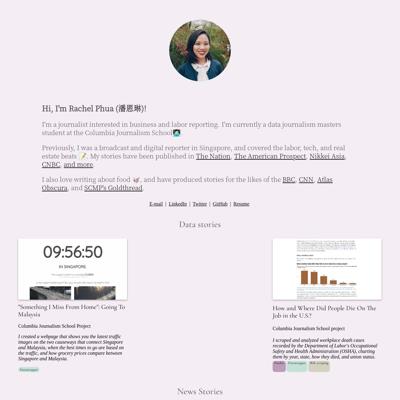 Hi, I'm Rachel Phua (潘恩琳)!
I'm a journalist interested in business and labor reporting. I'm currently a data journalism masters
student at the Columbia Journalism School
Previously, I was a broadcast and digital reporter in Singapore, and covered the labor, tech, and real
estate beats. My stories have been published in The Nation, The American Prospect, Nikkei Asia,
CNBC, and more.
I also love writing about food, and have produced stories for the likes of the BBC, CNN, Atlas
Obscura, and SCMP's Goldthread.
E-mail | LinkedIn | Twitter | GitHub | Resume
Data stories
09:56:50
IN SINGAPORE
"Something I Miss From Home": Going To
Malaysia
Columbia Journalism School Project
I created a webpage that shows you the latest traffic
images on the two causeways that connect Singapore
and Malaysia, when the best times to go are based on
the traffic, and how grocery prices compare between
Singapore and Malaysia.
How and Where Did People Die On The
Job in the U.S.?
Columbia Journalism School project
I scraped and analyzed workplace death cases
recorded by the Department of Labor's Occupational
Safety and Health Administration (OSHA), charting
them by year, state, how they died, and union status.
News Stories